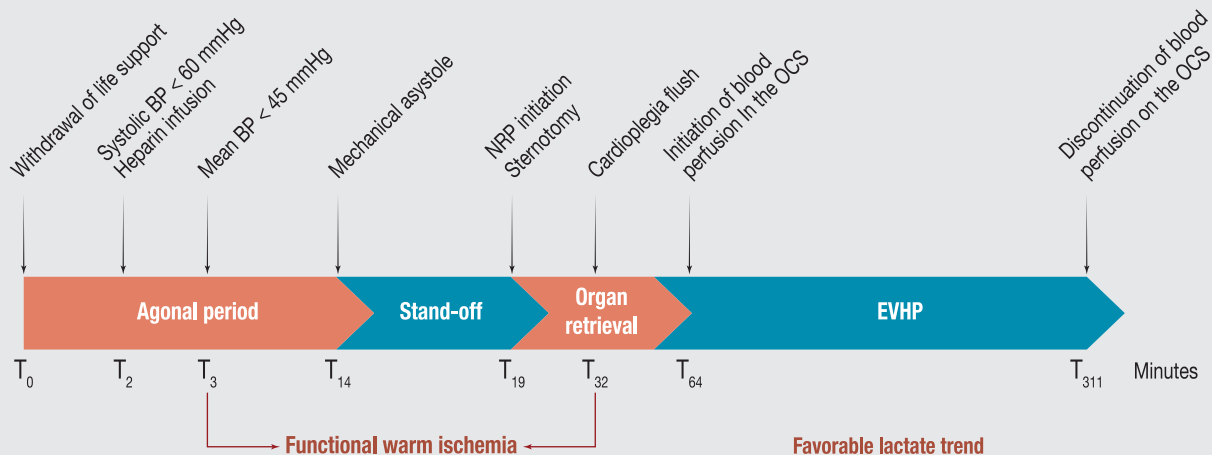 Withdrawal of life support
Systolic BP < 60 mmHg
Heparin infusion
Mean BP < 45 mmHg
Mechanical asystole
NRP initiation
Sternotomy
Cardioplegia flush
Initiation of blood
perfusion In the OCS
Discontinuation of blood
perfusion on the OCS
Agonal period
Stand-off
Organ
retrieval
EVHP
T0
T2
T3
T14
T19
T32
T64
T311
Minutes
Functional warm ischemia
Favorable lactate trend